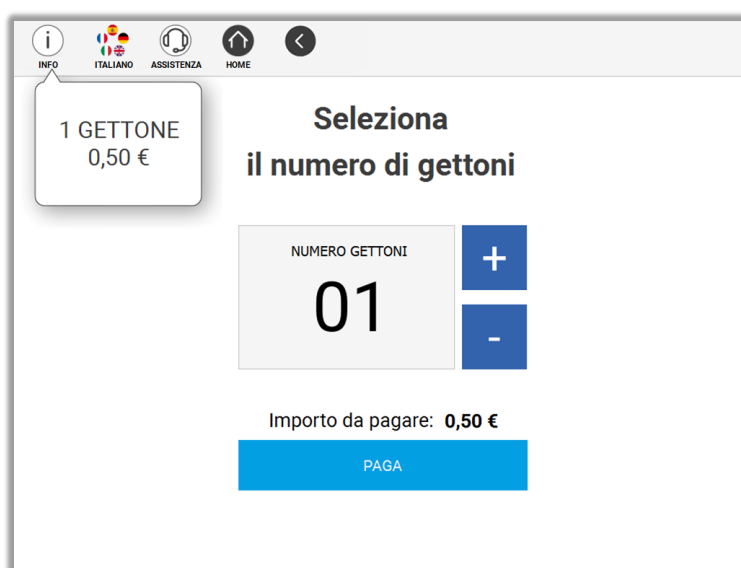 i
INFO
ITALIANO
ASSISTENZA
HOME
1 GETTONE
0,50 €
Seleziona
il numero di gettoni
NUMERO GETTONI
01
+
-
Importo da pagare: 0,50 €
PAGA